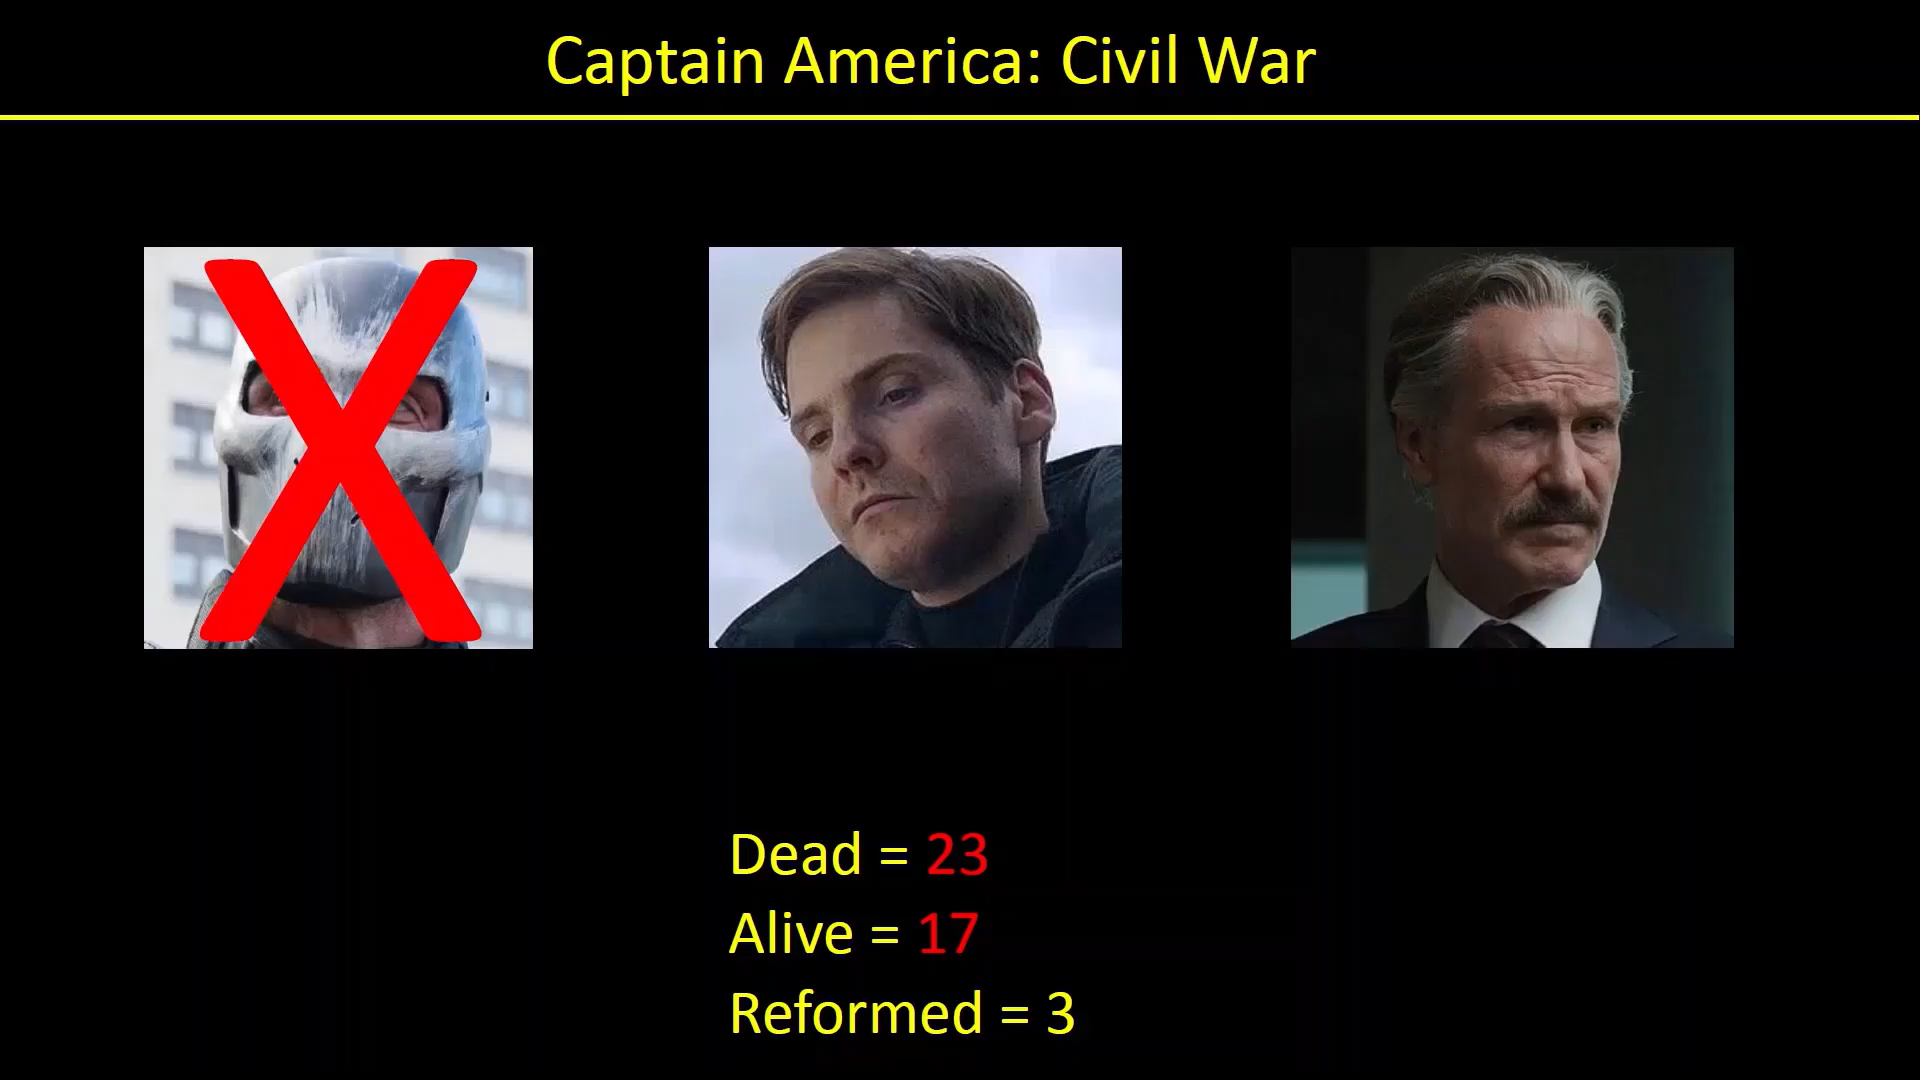 Captain America: Civil War
Dead = 23
Alive = 17
Reformed = 3